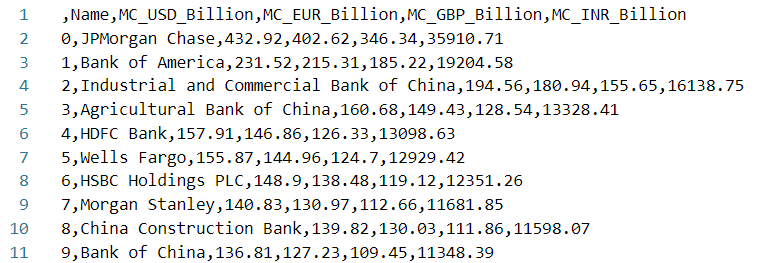 1 ,Name,MC_USD_Billion,MC_EUR_Billion,MC_GBP_Billion,MC_INR_Billion
2 0,JPMorgan Chase,432.92,402.62,346.34,35910.71
3 1,Bank of America,231.52,215.31,185.22,19204.58
4 2,Industrial and Commercial Bank of China,194.56,180.94,155.65,16138.75
5 3,Agricultural Bank of China,160.68,149.43,128.54,13328.41
6 4,HDFC Bank,157.91,146.86,126.33,13098.63
7 5,Wells Fargo,155.87,144.96,124.7,12929.42
8 6,HSBC Holdings PLC,148.9,138.48,119.12,12351.26
9 7,Morgan Stanley,140.83,130.97,112.66,11681.85
10 8,China Construction Bank,139.82,130.03,111.86,11598.07
11 9,Bank of China,136.81,127.23,109.45,11348.39